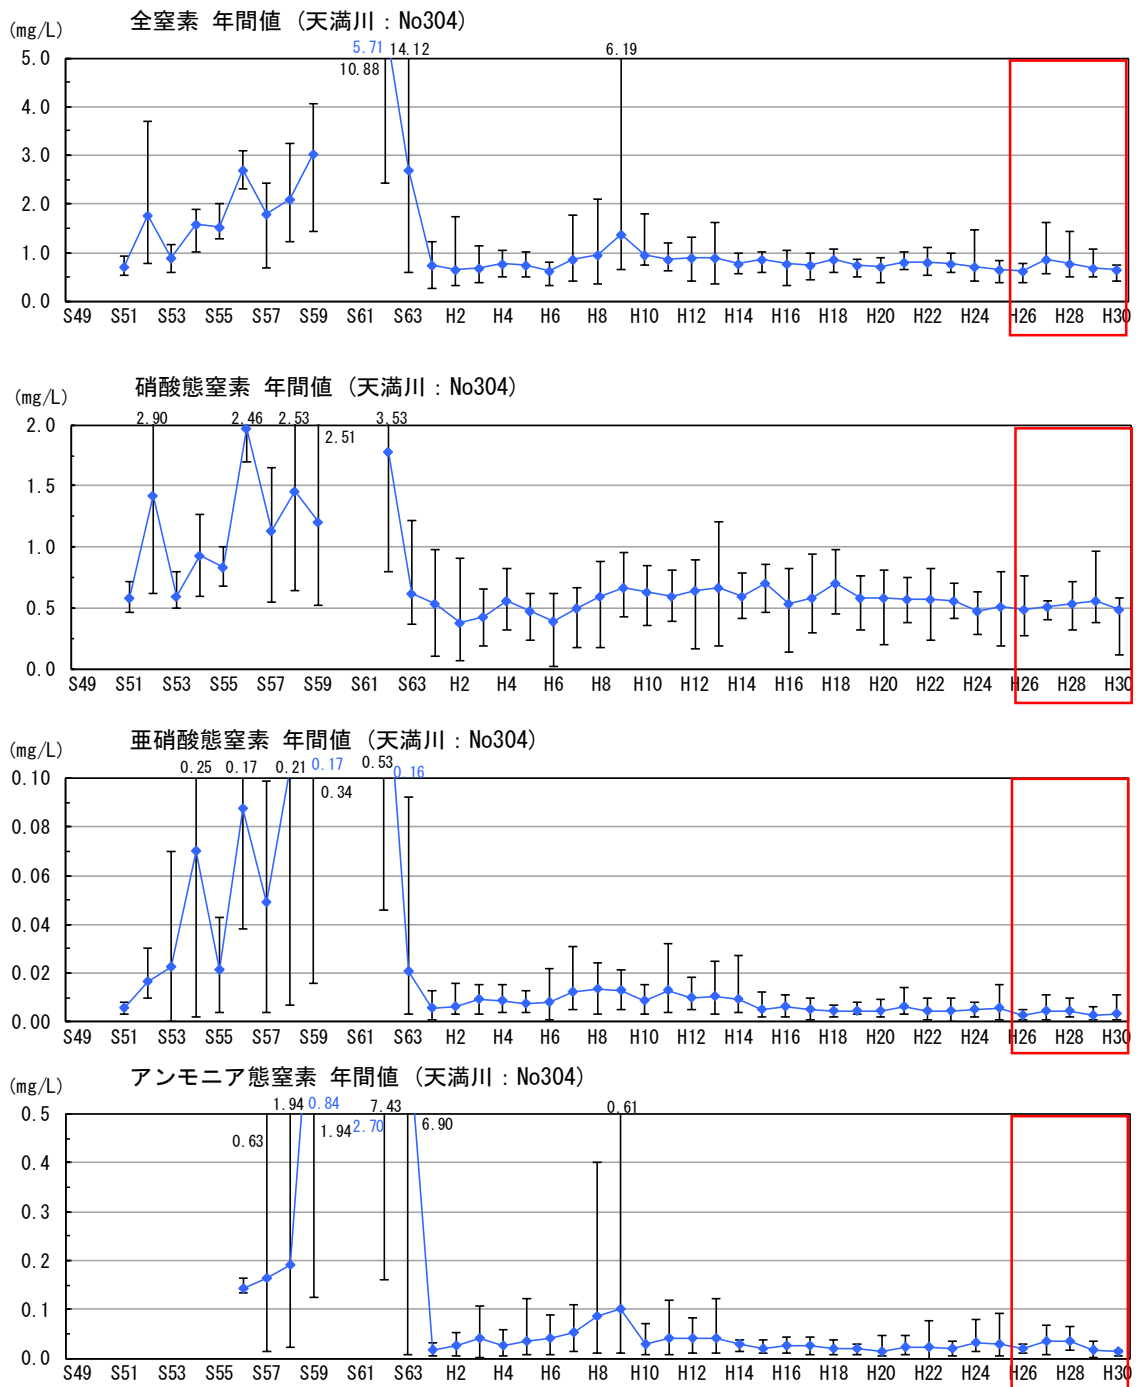 全窒素 年間値 (天満川：No304)
(mg/L)
5.71 14.12 6.19
10.88
5.0
4.0
3.0
2.0
1.0
0.0
S49 S51 S53 S55 S57 S59 S61 S63 H2 H4 H6 H8 H10 H12 H14 H16 H18 H20 H22 H24 H26 H28 H30
硝酸態窒素 年間値 (天満川：No304)
(mg/L)
2.90 2.46 2.53 3.53
2.51
2.0
1.5
1.0
0.5
0.0
S49 S51 S53 S55 S57 S59 S61 S63 H2 H4 H6 H8 H10 H12 H14 H16 H18 H20 H22 H24 H26 H28 H30
亜硝酸態窒素 年間値 (天満川：No304)
(mg/L)
0.25 0.17 0.21 0.17 0.53 0.16
0.34
0.10
0.08
0.06
0.04
0.02
0.00
S49 S51 S53 S55 S57 S59 S61 S63 H2 H4 H6 H8 H10 H12 H14 H16 H18 H20 H22 H24 H26 H28 H30
アンモニア態窒素 年間値 (天満川：No304)
(mg/L)
1.94 0.84 7.43 0.61
0.63 1.94 2.70 6.90
0.5
0.4
0.3
0.2
0.1
0.0
S49 S51 S53 S55 S57 S59 S61 S63 H2 H4 H6 H8 H10 H12 H14 H16 H18 H20 H22 H24 H26 H28 H30